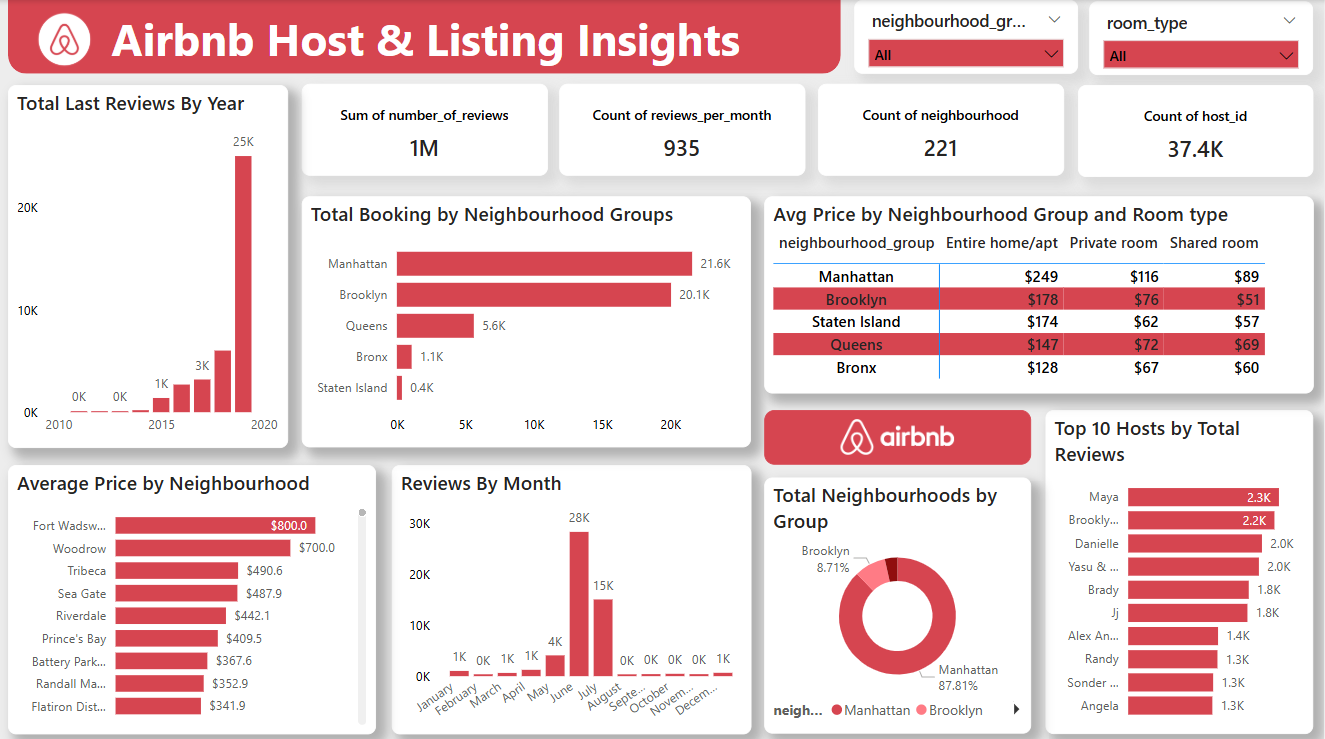 Airbnb Host & Listing Insights
neighbourhood_gr...
All
room_type
All
Total Last Reviews By Year
25K
20K
10K
3K
1K
0K
0K
0K
2010
2015
2020
Sum of number_of_reviews
1M
Count of reviews_per_month
935
Count of neighbourhood
221
Count of host_id
37.4K
Total Booking by Neighbourhood Groups
Manhattan 21.6K
Brooklyn 20.1K
Queens 5.6K
Bronx 1.1K
Staten Island 0.4K
0K 5K 10K 15K 20K
Avg Price by Neighbourhood Group and Room type
neighbourhood_group Entire home/apt Private room Shared room
Manhattan $249 $116 $89
Brooklyn $178 $76 $51
Staten Island $174 $62 $57
Queens $147 $72 $69
Bronx $128 $67 $60
Average Price by Neighbourhood
Fort Wadsw... $800.0
Woodrow $700.0
Tribeca $490.6
Sea Gate $487.9
Riverdale $442.1
Prince's Bay $409.5
Battery Park... $367.6
Randall Ma... $352.9
Flatiron Dist... $341.9
Reviews By Month
30K
20K
10K
0K
1K 0K 1K 1K 4K 28K 15K 0K 0K 0K 0K 1K
January February March April May June July August Septe... October Novem... Decem...
airbnb
Total Neighbourhoods by
Group
Brooklyn
8.71%
Manhattan
87.81%
neigh... Manhattan Brooklyn
Top 10 Hosts by Total
Reviews
Maya 2.3K
Brookly... 2.2K
Danielle 2.0K
Yasu & ... 2.0K
Brady 1.8K
Jj 1.8K
Alex An... 1.4K
Randy 1.3K
Sonder ... 1.3K
Angela 1.3K